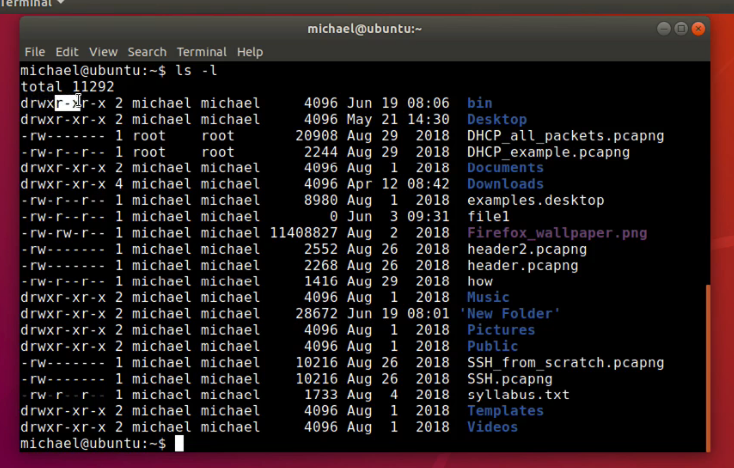 Terminal
michael@ubuntu:~
File Edit View Search Terminal Help
michael@ubuntu:~$ ls -l
total 11292
drwxr-xr-x 2 michael michael 4096 Jun 19 08:06 bin
drwxr-xr-x 2 michael michael 4096 May 21 14:30 Desktop
-rw------- 1 root root 20908 Aug 29 2018 DHCP_all_packets.pcapng
-rw-r--r-- 1 root root 2244 Aug 29 2018 DHCP_example.pcapng
drwxr-xr-x 2 michael michael 4096 Aug 1 2018 Documents
drwxr-xr-x 4 michael michael 4096 Apr 12 08:42 Downloads
-rw-r--r-- 1 michael michael 8980 Aug 1 2018 examples.desktop
-rw-r--r-- 1 michael michael 0 Jun 3 09:31 file1
-rw-rw-r-- 1 michael michael 11408827 Aug 2 2018 Firefox_wallpaper.png
-rw------- 1 michael michael 2552 Aug 26 2018 header2.pcapng
-rw------- 1 michael michael 2268 Aug 26 2018 header.pcapng
-rw-r--r-- 1 michael michael 1416 Aug 29 2018 how
drwxr-xr-x 2 michael michael 4096 Aug 1 2018 Music
drwxr-xr-x 2 michael michael 28672 Jun 19 08:01 'New Folder'
drwxr-xr-x 2 michael michael 4096 Aug 1 2018 Pictures
drwxr-xr-x 2 michael michael 4096 Aug 1 2018 Public
-rw------- 1 michael michael 10216 Aug 26 2018 SSH_from_scratch.pcapng
-rw------- 1 michael michael 10216 Aug 26 2018 SSH.pcapng
-rw-r--r-- 1 michael michael 1733 Aug 4 2018 syllabus.txt
drwxr-xr-x 2 michael michael 4096 Aug 1 2018 Templates
drwxr-xr-x 2 michael michael 4096 Aug 1 2018 Videos
michael@ubuntu:~$